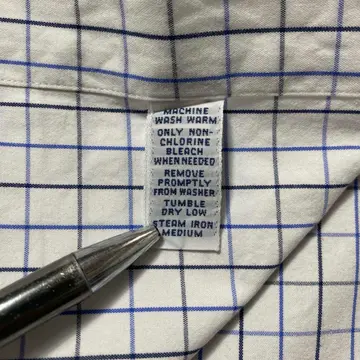 MACHINE
WASH WARM
ONLY NON-
CHLORINE
BLEACH
WHEN NEEDED
REMOVE
PROMPTLY
FROM WASHER
TUMBLE
DRY LOW
STEAM IRON
MEDIUM